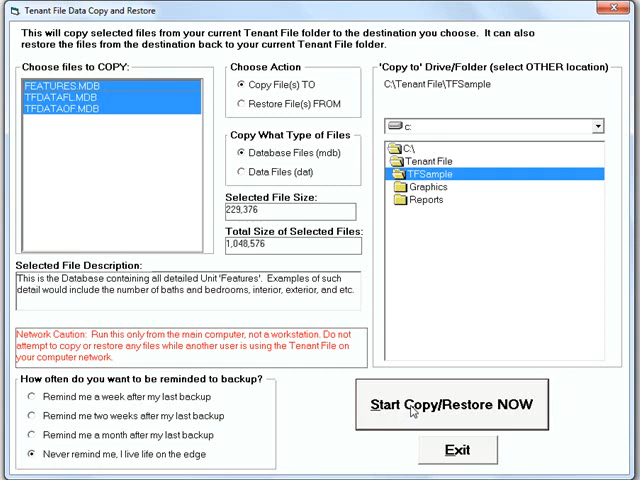 Tenant File Data Copy and Restore
This will copy selected files from your current Tenant File folder to the destination you choose. It can also
restore the files from the destination back to your current Tenant File folder.
Choose files to COPY:
FEATURES.MDB
TFDATAFL.MDB
TFDATAOF.MDB
Choose Action
Copy File(s) TO
Restore File(s) FROM
Copy What Type of Files
Database Files (mdb)
Data Files (dat)
Selected File Size:
229,376
Total Size of Selected Files:
1,048,576
'Copy to' Drive/Folder (select OTHER location)
C:\Tenant File\TFSample
c:
C:\
Tenant File
TFSample
Graphics
Reports
Selected File Description:
This is the Database containing all detailed Unit 'Features'. Examples of such
detail would include the number of baths and bedrooms, interior, exterior, and etc.
Network Caution: Run this only from the main computer, not a workstation. Do not
attempt to copy or restore any files while another user is using the Tenant File on
your computer network.
How often do you want to be reminded to backup?
Remind me a week after my last backup
Remind me two weeks after my last backup
Remind me a month after my last backup
Never remind me, I live life on the edge
Start Copy/Restore NOW
Exit